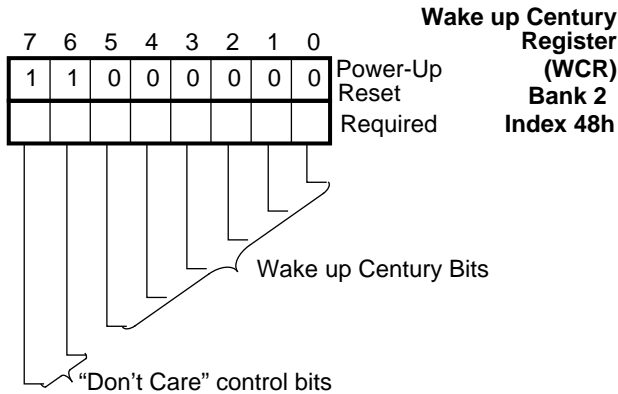 Wake up Century
Register
(WCR)
Bank 2
Index 48h
7 6 5 4 3 2 1 0
1 1 0 0 0 0 0 0 Power-Up
Reset
Required
Wake up Century Bits
“Don't Care” control bits